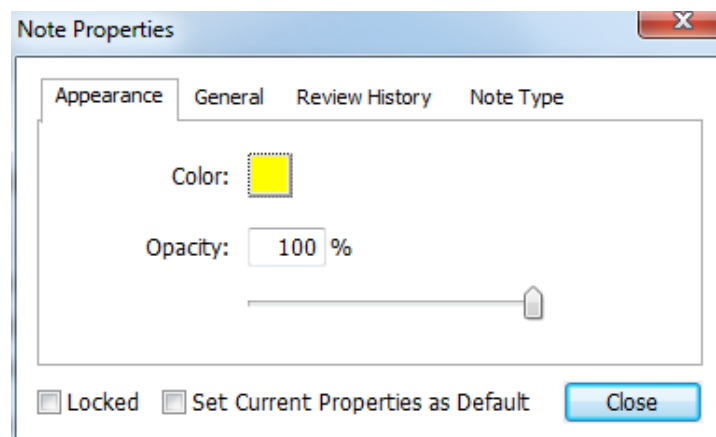 Note Properties
Appearance General Review History Note Type
Color:
Opacity: 100 %
Locked Set Current Properties as Default Close